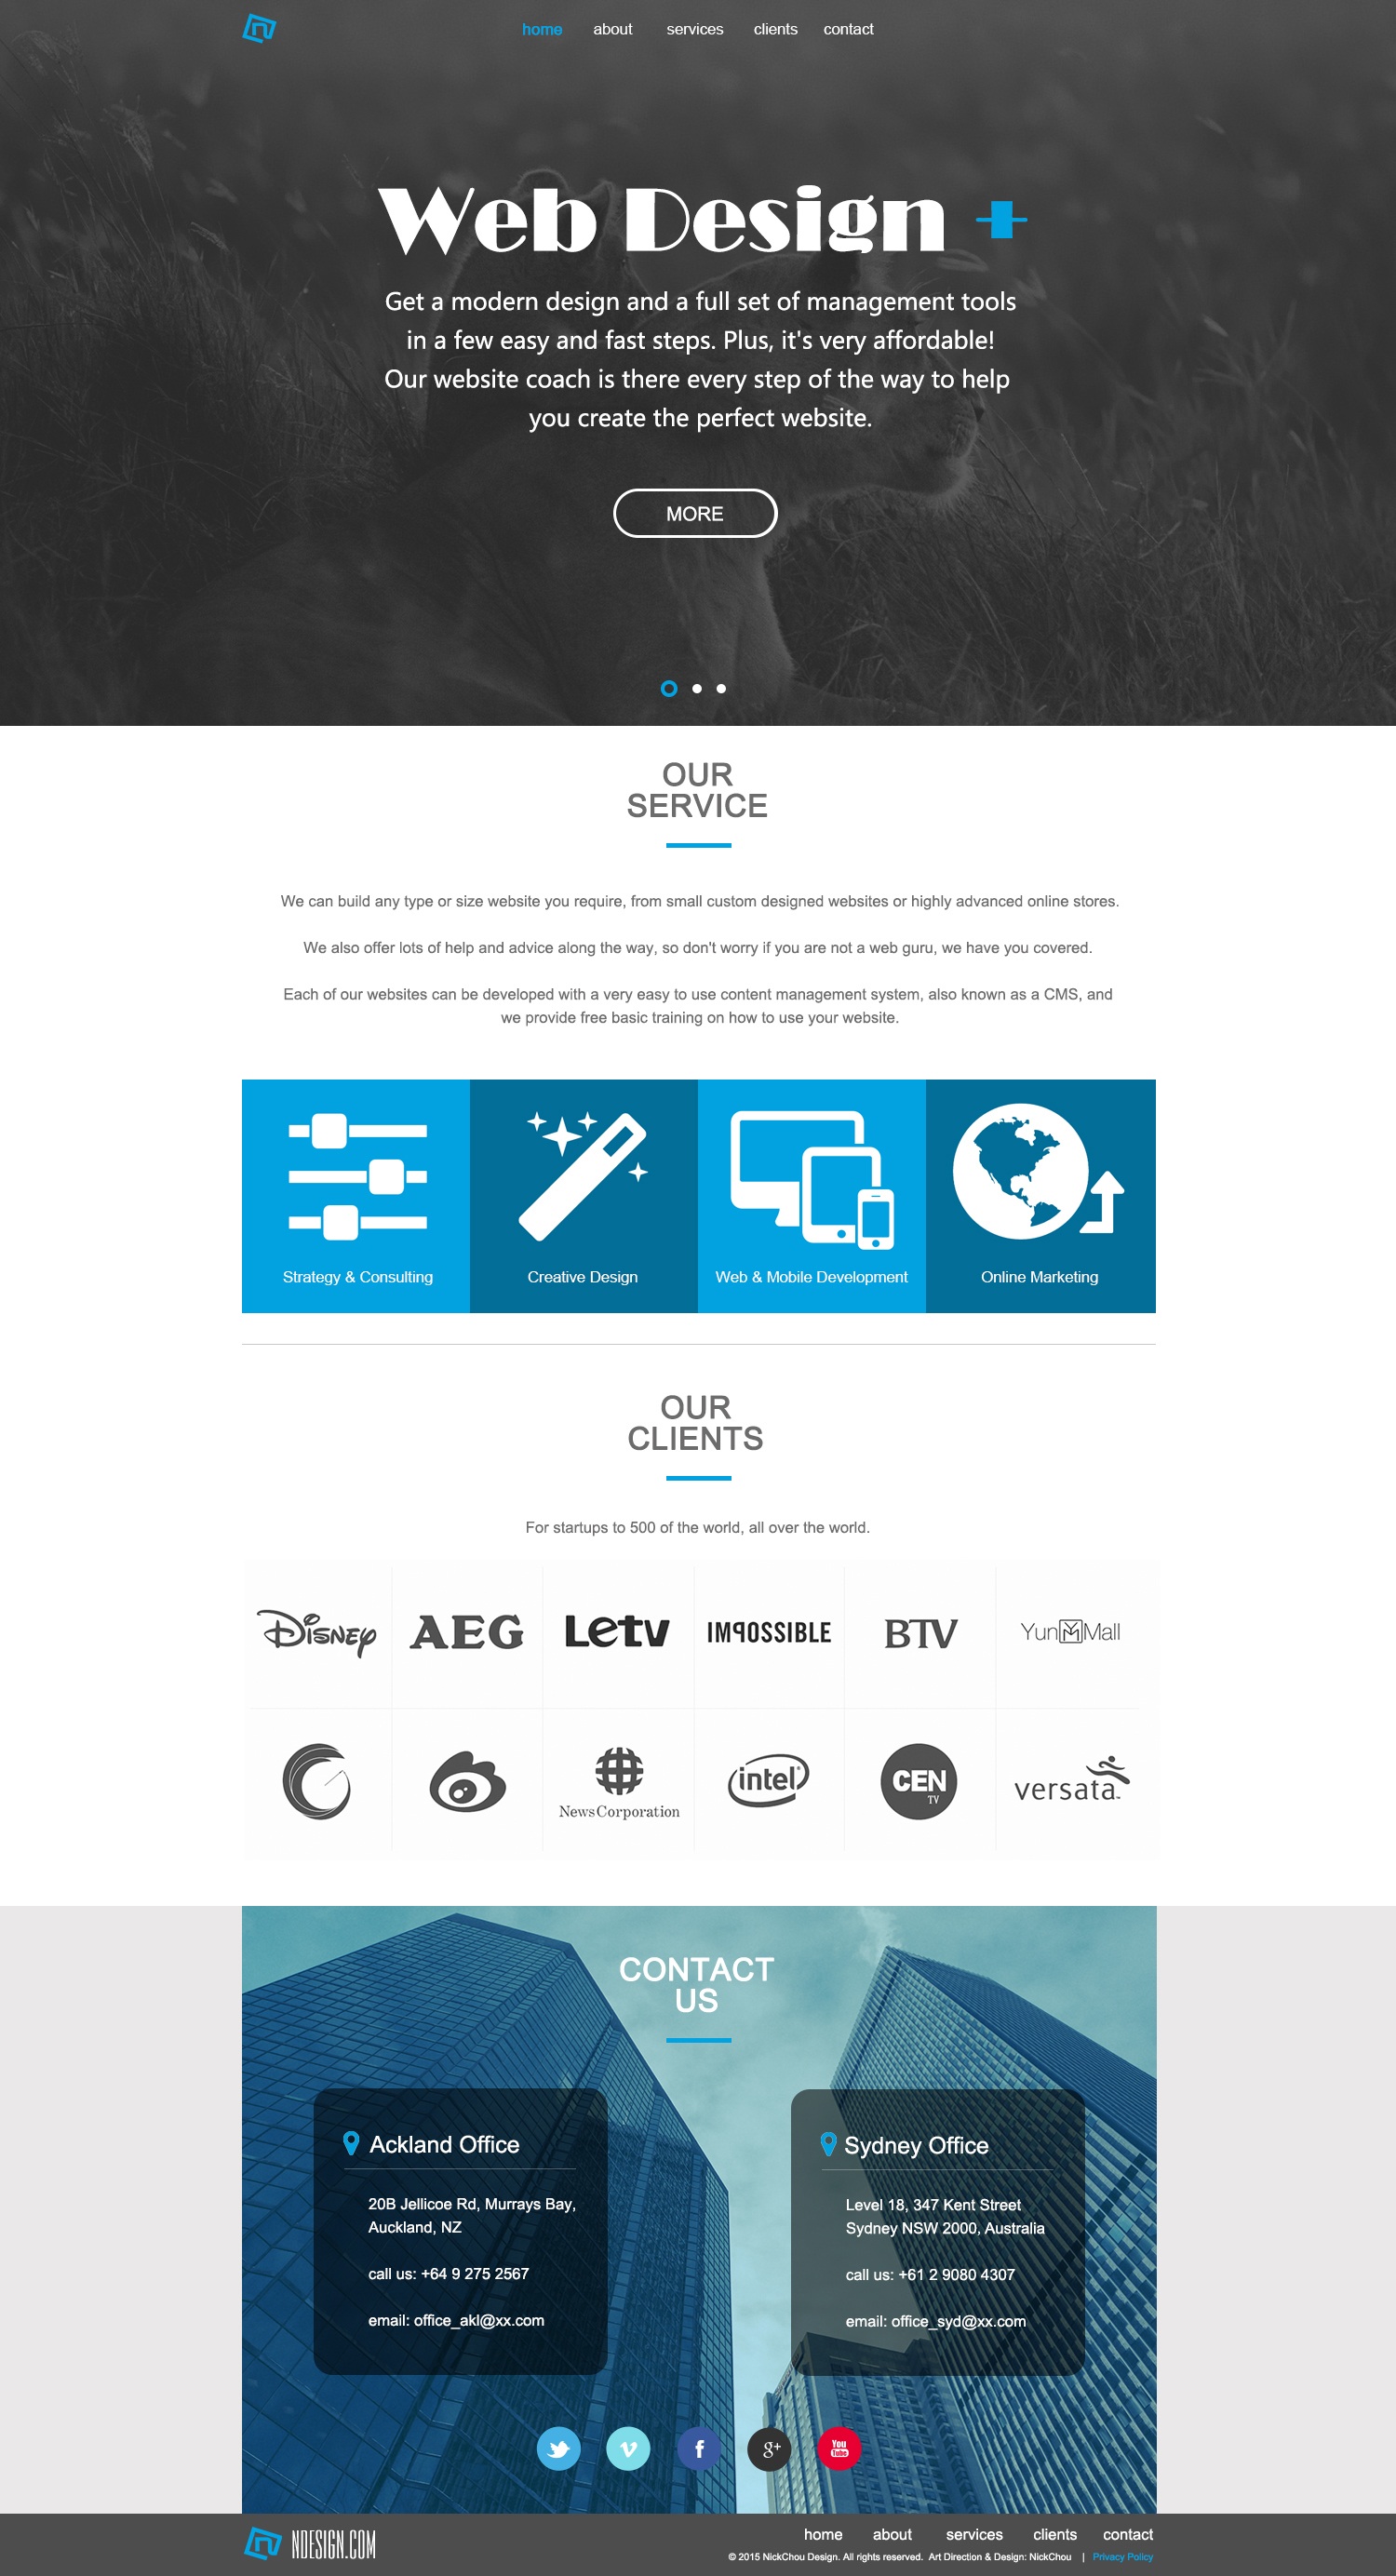 home about services clients contact
Web Design +
Get a modern design and a full set of management tools
in a few easy and fast steps. Plus, it's very affordable!
Our website coach is there every step of the way to help
you create the perfect website.
MORE
OUR
SERVICE
We can build any type or size website you require, from small custom designed websites or highly advanced online stores.
We also offer lots of help and advice along the way, so don't worry if you are not a web guru, we have you covered.
Each of our websites can be developed with a very easy to use content management system, also known as a CMS, and
we provide free basic training on how to use your website.
Strategy & Consulting
Creative Design
Web & Mobile Development
Online Marketing
OUR
CLIENTS
For startups to 500 of the world, all over the world.
DISNEY
AEG
Letv
IMPOSSIBLE
BTV
YunMMall
News Corporation
intel
CEN
TV
versata
CONTACT
US
Ackland Office
20B Jellicoe Rd, Murrays Bay,
Auckland, NZ
call us: +64 9 275 2567
email: office_akl@xx.com
Sydney Office
Level 18, 347 Kent Street
Sydney NSW 2000, Australia
call us: +61 2 9080 4307
email: office_syd@xx.com
f
g+
You
Tube
NDESIGN.COM
home about services clients contact
© 2015 NickChou Design. All rights reserved. Art Direction & Design: NickChou | Privacy Policy